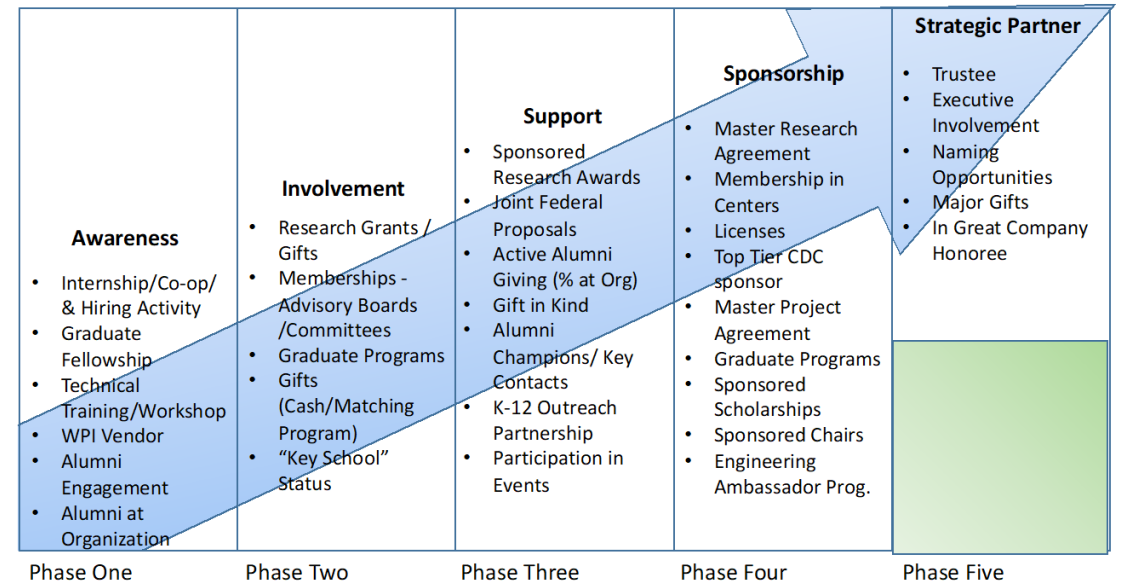 Awareness
• Internship/Co-op/
& Hiring Activity
• Graduate
Fellowship
• Technical
Training/Workshop
• WPI Vendor
• Alumni
Engagement
• Alumni at
Organization
Phase One
Involvement
• Research Grants /
Gifts
• Memberships -
Advisory Boards
/Committees
• Graduate Programs
• Gifts
(Cash/Matching
Program)
• “Key School”
Status
Phase Two
Support
• Sponsored
Research Awards
• Joint Federal
Proposals
• Active Alumni
Giving (% at Org)
• Gift in Kind
• Alumni
Champions/ Key
Contacts
• K-12 Outreach
Partnership
• Participation in
Events
Phase Three
Sponsorship
• Master Research
Agreement
• Membership in
Centers
• Licenses
• Top Tier CDC
sponsor
• Master Project
Agreement
• Graduate Programs
• Sponsored
Scholarships
• Sponsored Chairs
• Engineering
Ambassador Prog.
Phase Four
Strategic Partner
• Trustee
• Executive
Involvement
• Naming
Opportunities
• Major Gifts
• In Great Company
Honoree
Phase Five